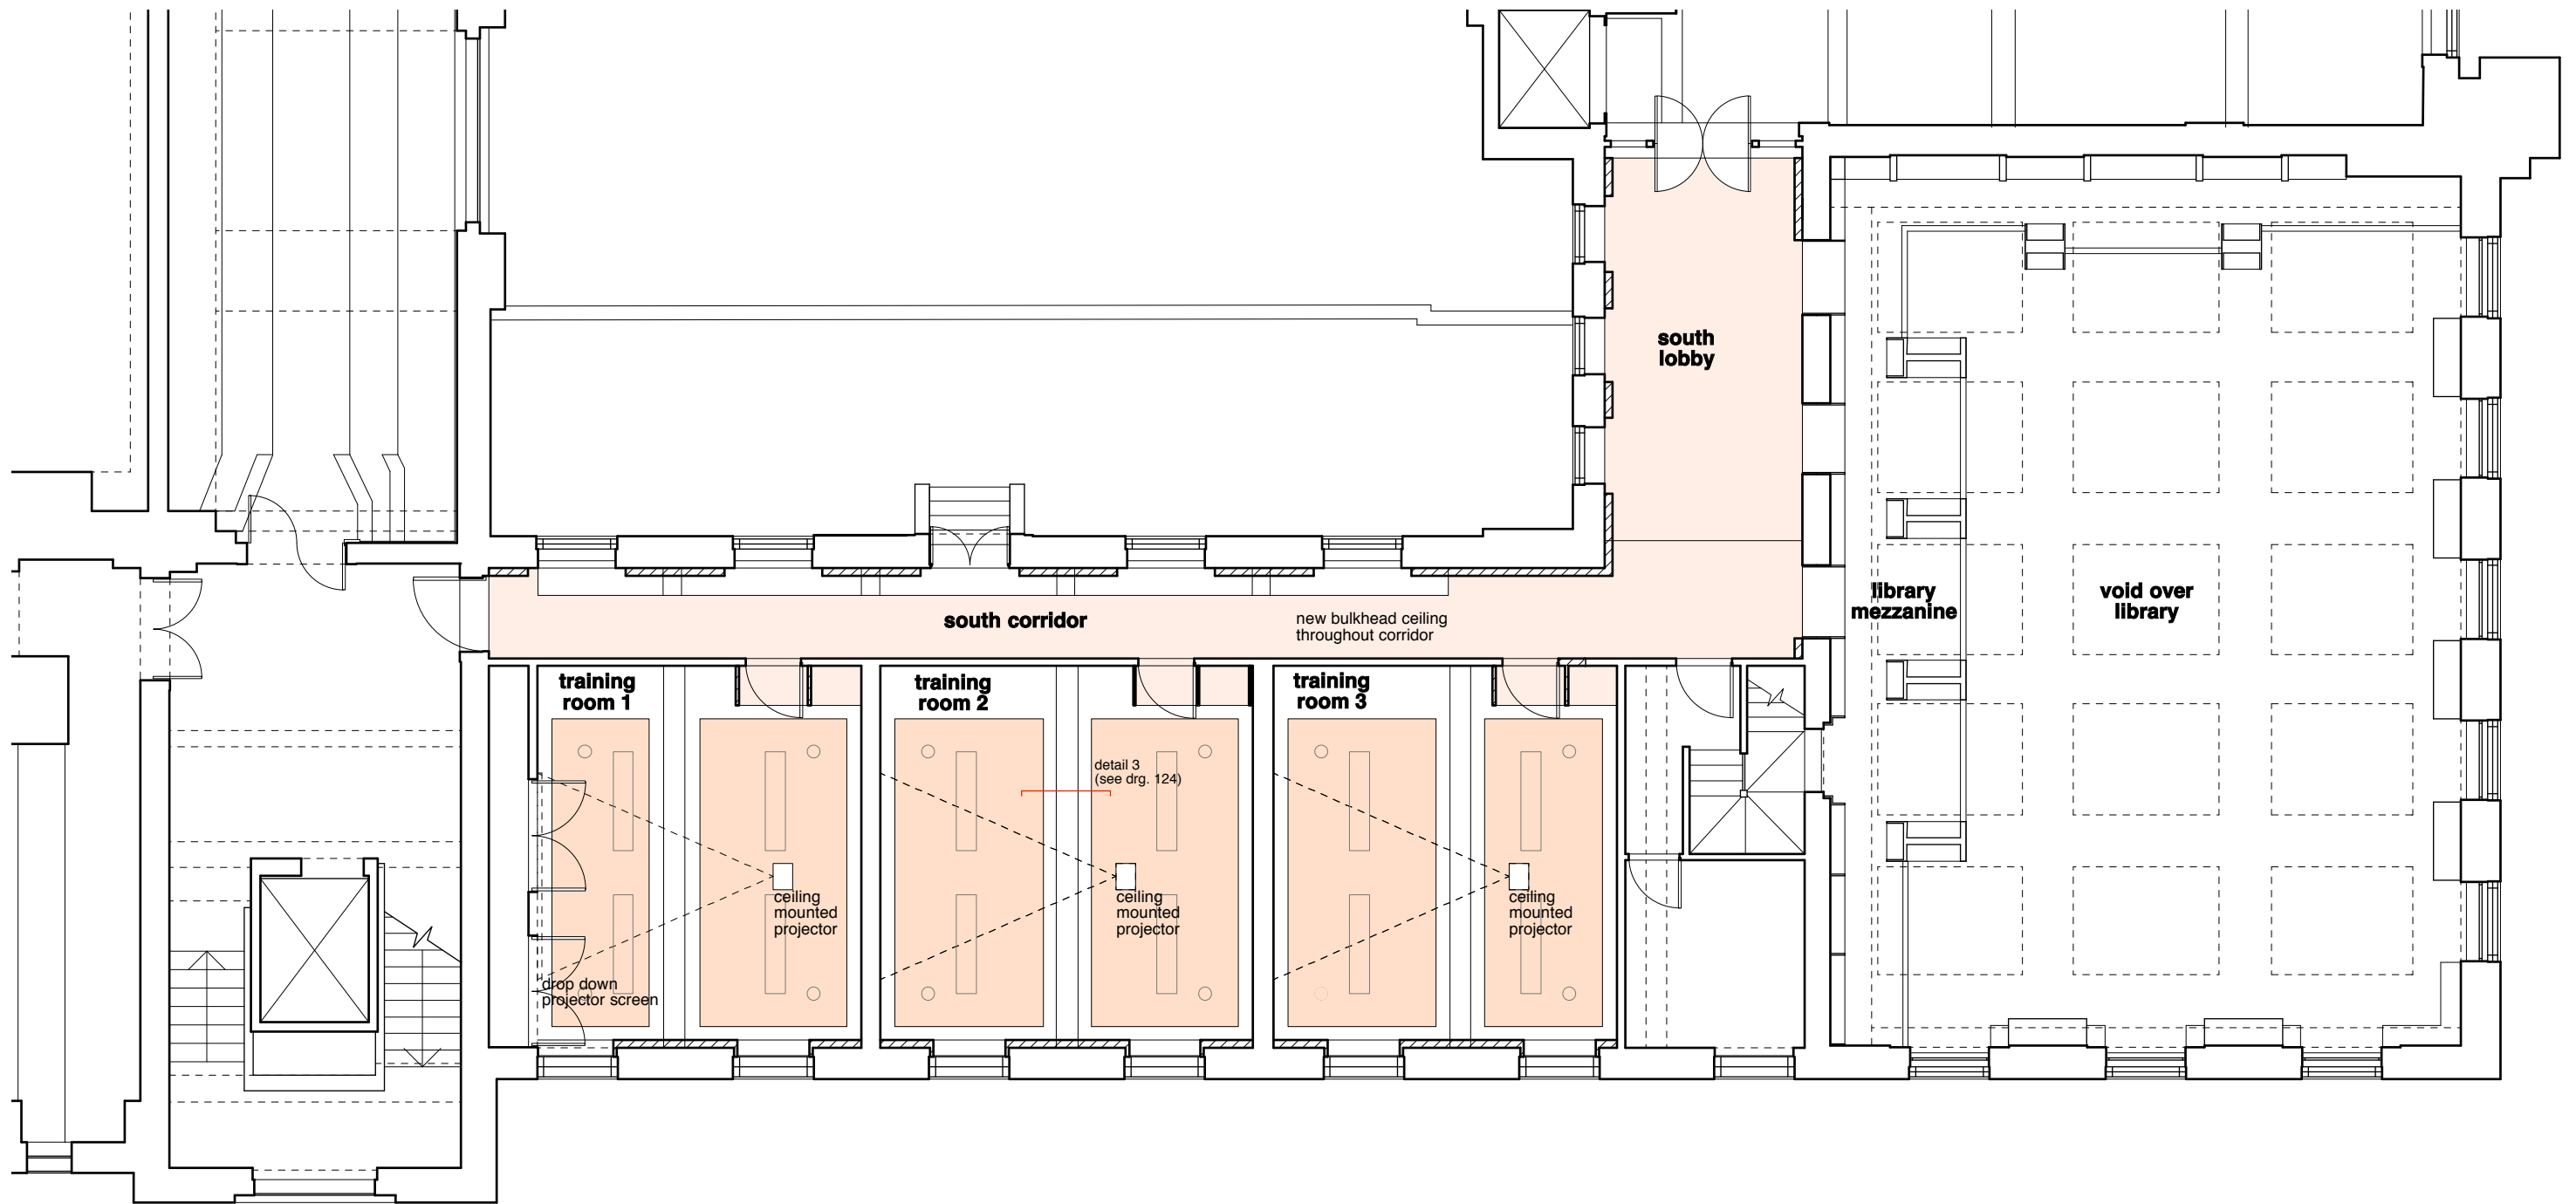 south
lobby
library
mezzanine
void over
library
south corridor
new bulkhead ceiling
throughout corridor
training
room 1
training
room 2
training
room 3
detail 3
(see drg. 124)
ceiling
mounted
projector
ceiling
mounted
projector
ceiling
mounted
projector
drop down
projector screen